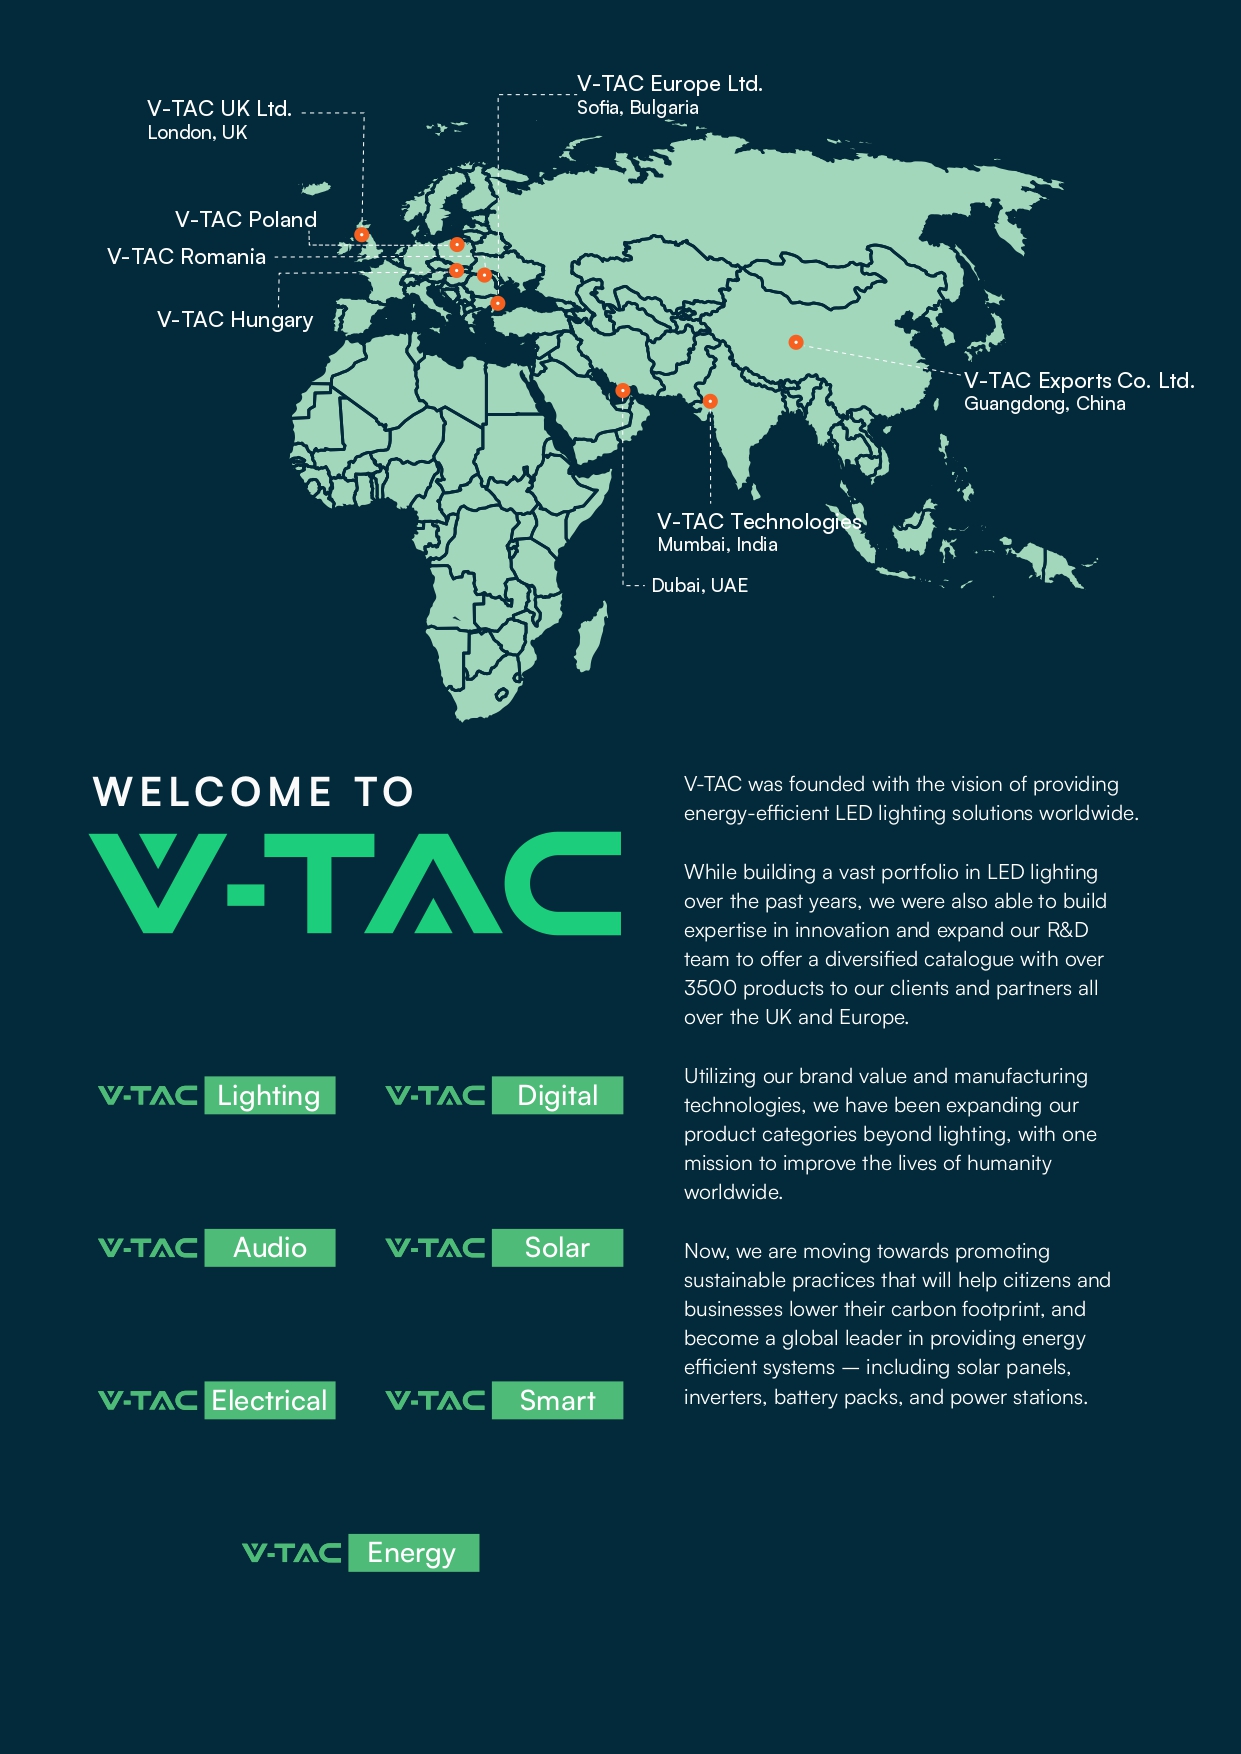 V-TAC Europe Ltd.
Sofia, Bulgaria
V-TAC UK Ltd.
London, UK
V-TAC Poland
V-TAC Romania
V-TAC Hungary
V-TAC Exports Co. Ltd.
Guangdong, China
V-TAC Technologies
Mumbai, India
Dubai, UAE
WELCOME TO
V-TAC
V-TAC Lighting
V-TAC Digital
V-TAC Audio
V-TAC Solar
V-TAC Electrical
V-TAC Smart
V-TAC Energy
V-TAC was founded with the vision of providing
energy-efficient LED lighting solutions worldwide.
While building a vast portfolio in LED lighting
over the past years, we were also able to build
expertise in innovation and expand our R&D
team to offer a diversified catalogue with over
3500 products to our clients and partners all
over the UK and Europe.
Utilizing our brand value and manufacturing
technologies, we have been expanding our
product categories beyond lighting, with one
mission to improve the lives of humanity
worldwide.
Now, we are moving towards promoting
sustainable practices that will help citizens and
businesses lower their carbon footprint, and
become a global leader in providing energy
efficient systems — including solar panels,
inverters, battery packs, and power stations.